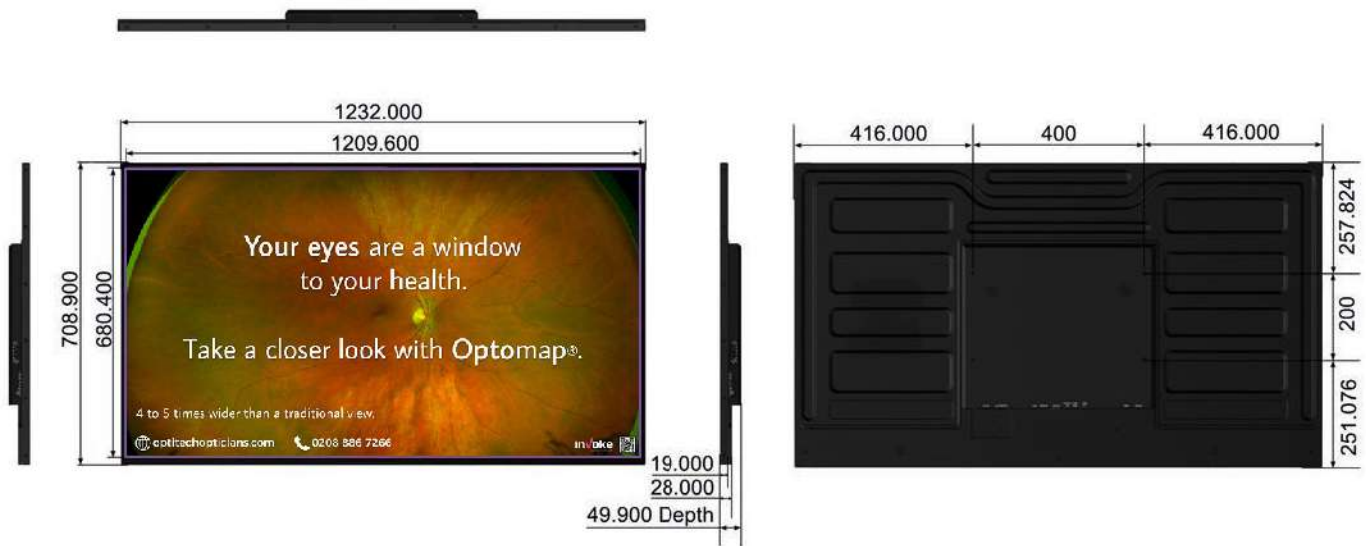 1232.000
1209.600
416.000
400
416.000
708.900
680.400
257.824
200
251.076
Your eyes are a window
to your health.
Take a closer look with Optomap®.
4 to 5 times wider than a traditional view.
optitechopticians.com
0208 886 7266
invoke
19.000
28.000
49.900 Depth